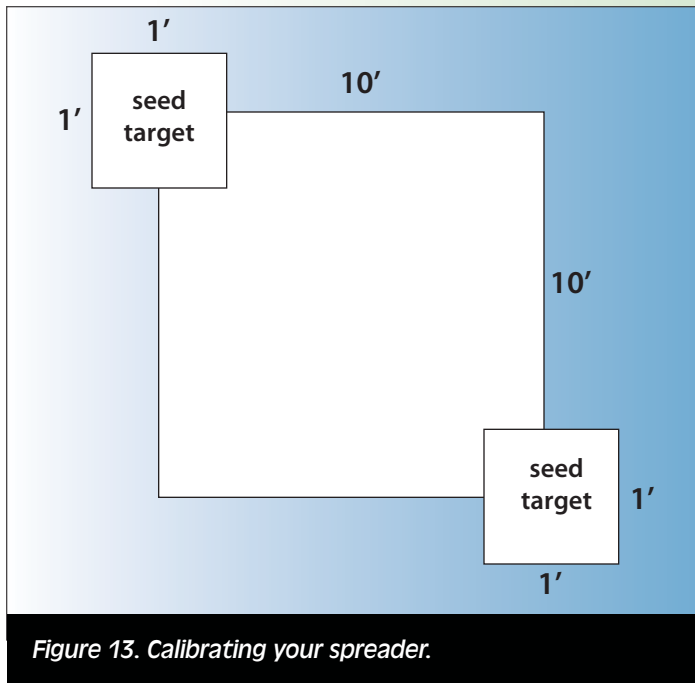 1′
10′
1′
seed
target
10′
seed
target
1′
1′
Figure 13. Calibrating your spreader.